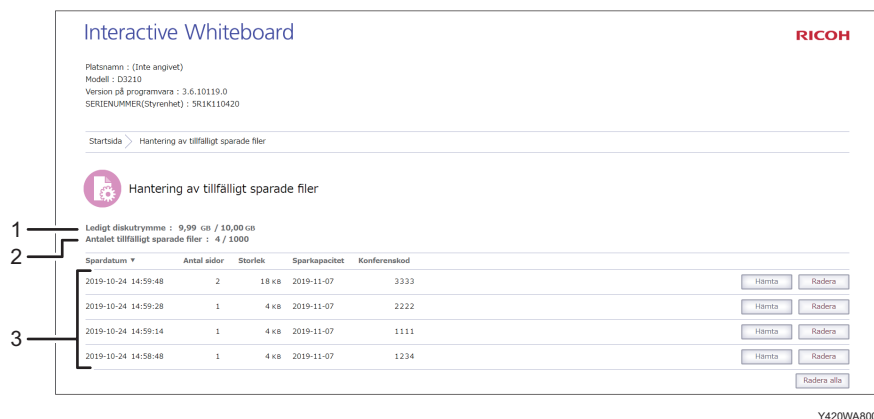 Interactive Whiteboard
RICOH
Platsnamn : (Inte angivet)
Modell : D3210
Version på programvara : 3.6.10119.0
SERIENUMMER(Styrenhet) : 5R1K110420
Startsida Hantering av tillfälligt sparade filer
Hantering av tillfälligt sparade filer
1 Ledigt diskutrymme : 9,99 GB / 10,00 GB
2 Antalet tillfälligt sparade filer : 4 / 1000
Spardatum ▼ Antal sidor Storlek Sparkapacitet Konferenskod
2019-10-24 14:59:48 2 18 KB 2019-11-07 3333 Hämta Radera
2019-10-24 14:59:28 1 4 KB 2019-11-07 2222 Hämta Radera
3
2019-10-24 14:59:14 1 4 KB 2019-11-07 1111 Hämta Radera
2019-10-24 14:58:48 1 4 KB 2019-11-07 1234 Hämta Radera
Radera alla
Y420WA800